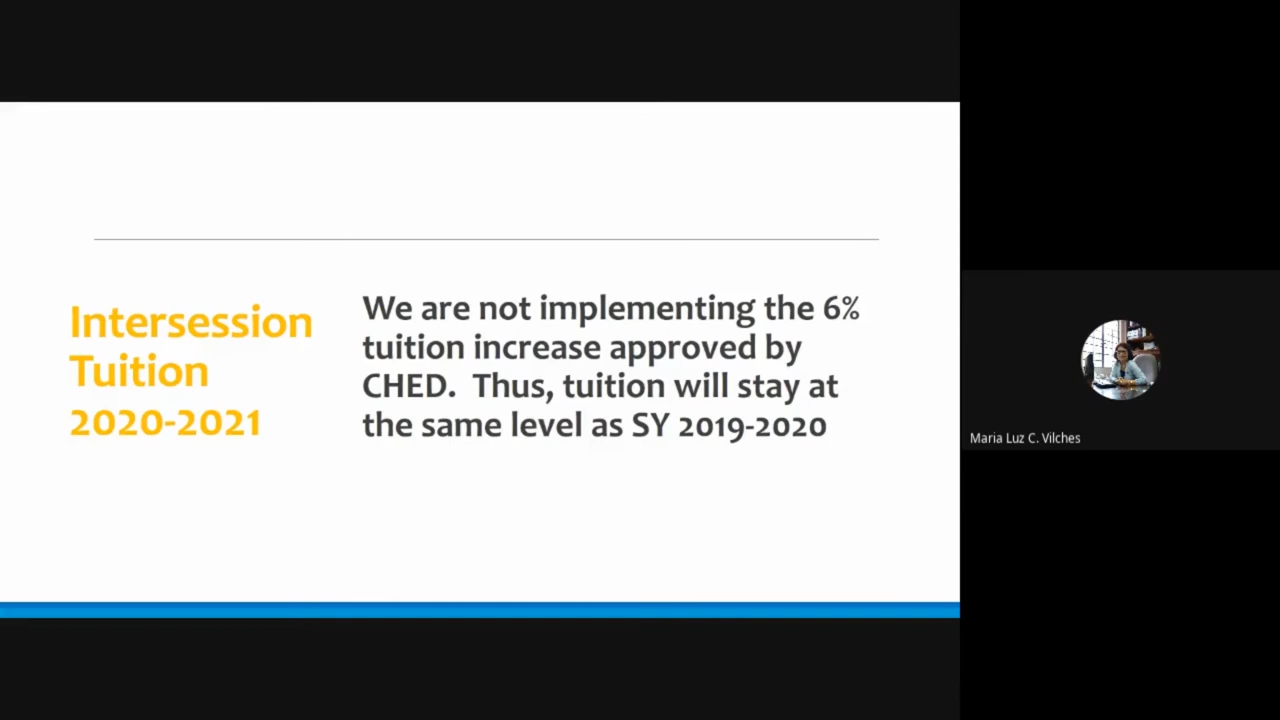 Intersession
Tuition
2020-2021
We are not implementing the 6%
tuition increase approved by
CHED.  Thus, tuition will stay at
the same level as SY 2019-2020
Maria Luz C. Vilches